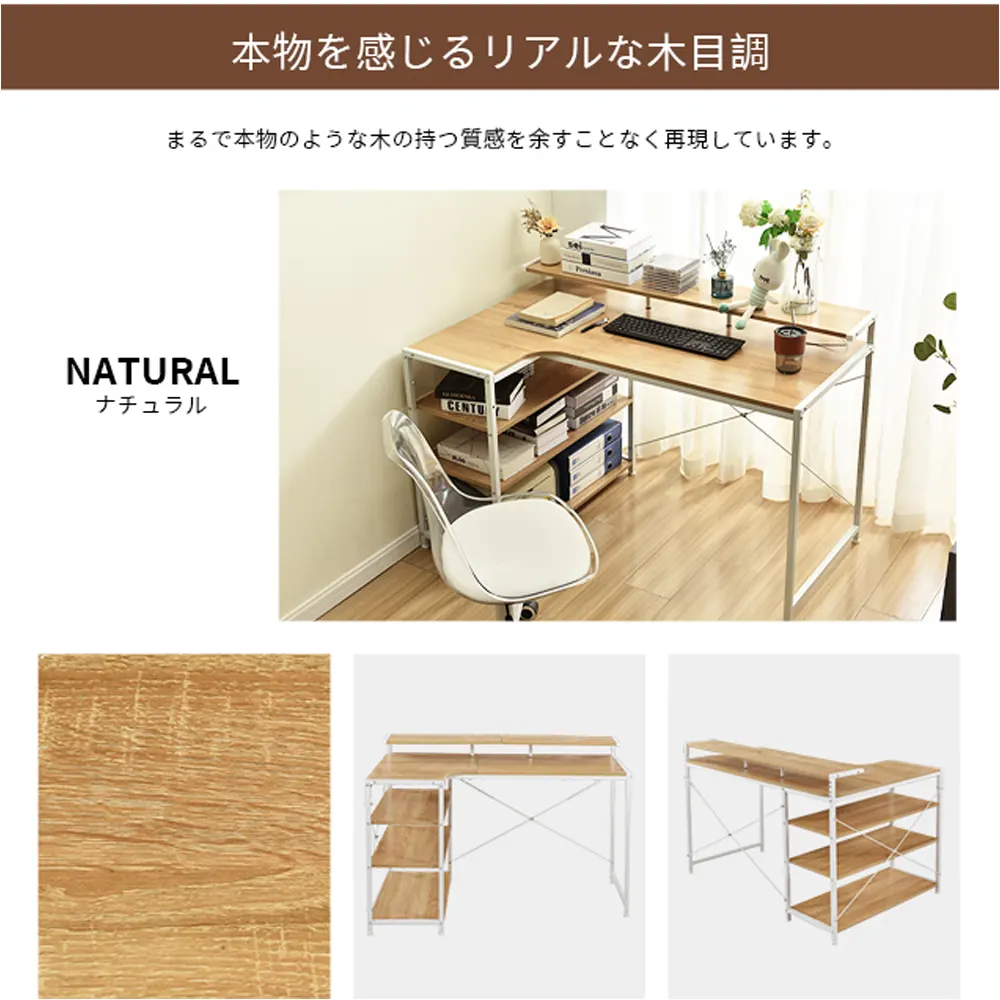 本物を感じるリアルな木目調
まるで本物のような木の持つ質感を余すことなく再現しています。
NATURAL
ナチュラル
sei
Persians
CENTURY